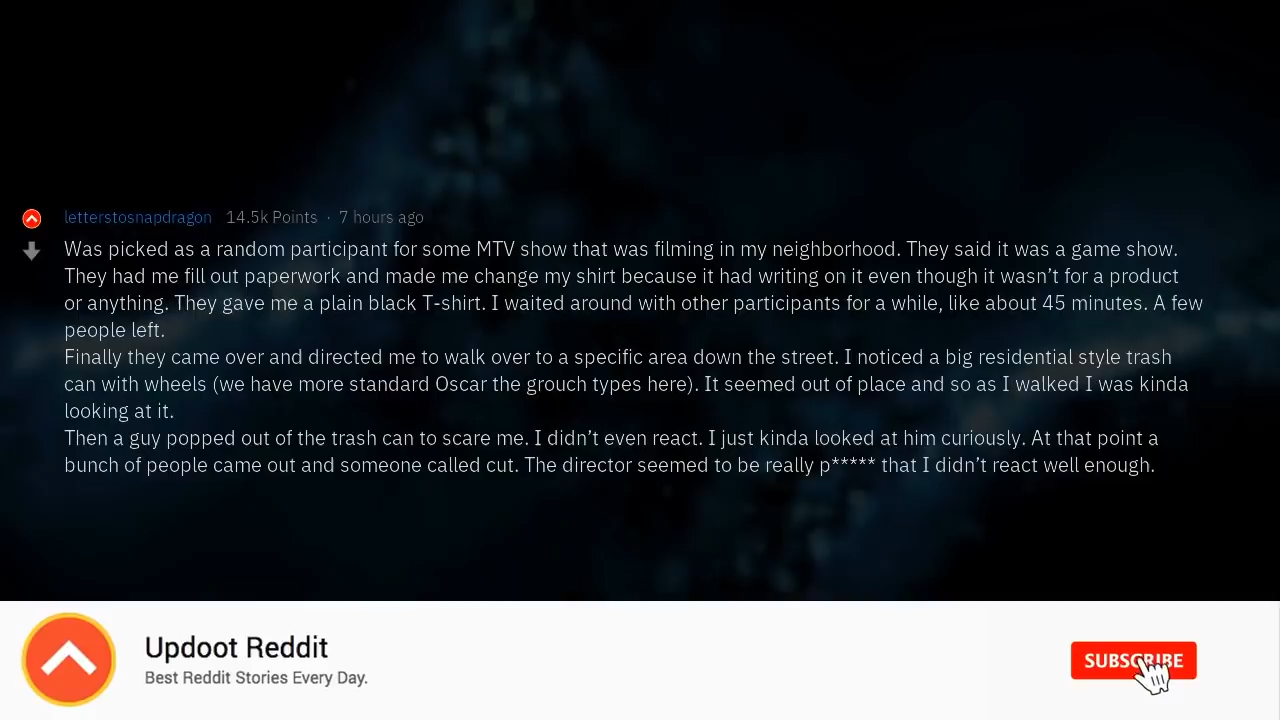 letterstosnapdragon 14.5k Points · 7 hours ago
Was picked as a random participant for some MTV show that was filming in my neighborhood. They said it was a game show.
They had me fill out paperwork and made me change my shirt because it had writing on it even though it wasn’t for a product
or anything. They gave me a plain black T-shirt. I waited around with other participants for a while, like about 45 minutes. A few
people left.
Finally they came over and directed me to walk over to a specific area down the street. I noticed a big residential style trash
can with wheels (we have more standard Oscar the grouch types here). It seemed out of place and so as I walked I was kinda
looking at it.
Then a guy popped out of the trash can to scare me. I didn’t even react. I just kinda looked at him curiously. At that point a
bunch of people came out and someone called cut. The director seemed to be really p***** that I didn’t react well enough.
Updoot Reddit
Best Reddit Stories Every Day.
SUBSCRIBE